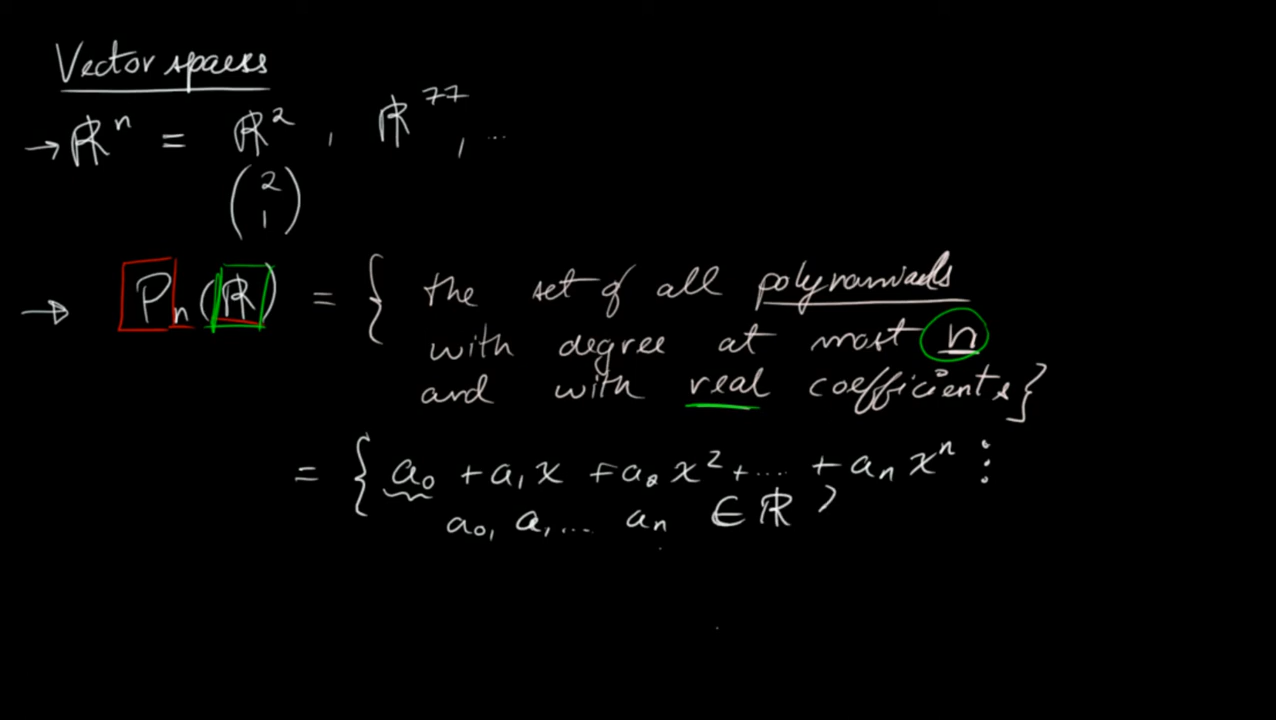 Vector spaces
→ ℝⁿ = ℝ² , ℝ⁷⁷ , ...
(2
1)
→ Pₙ(ℝ) = { the set of all polynomials
with degree at most n
and with real coefficients}
= { a₀ + a₁x + a₂x² + .... + aₙxⁿ :
a₀, a₁... aₙ ∈ ℝ }